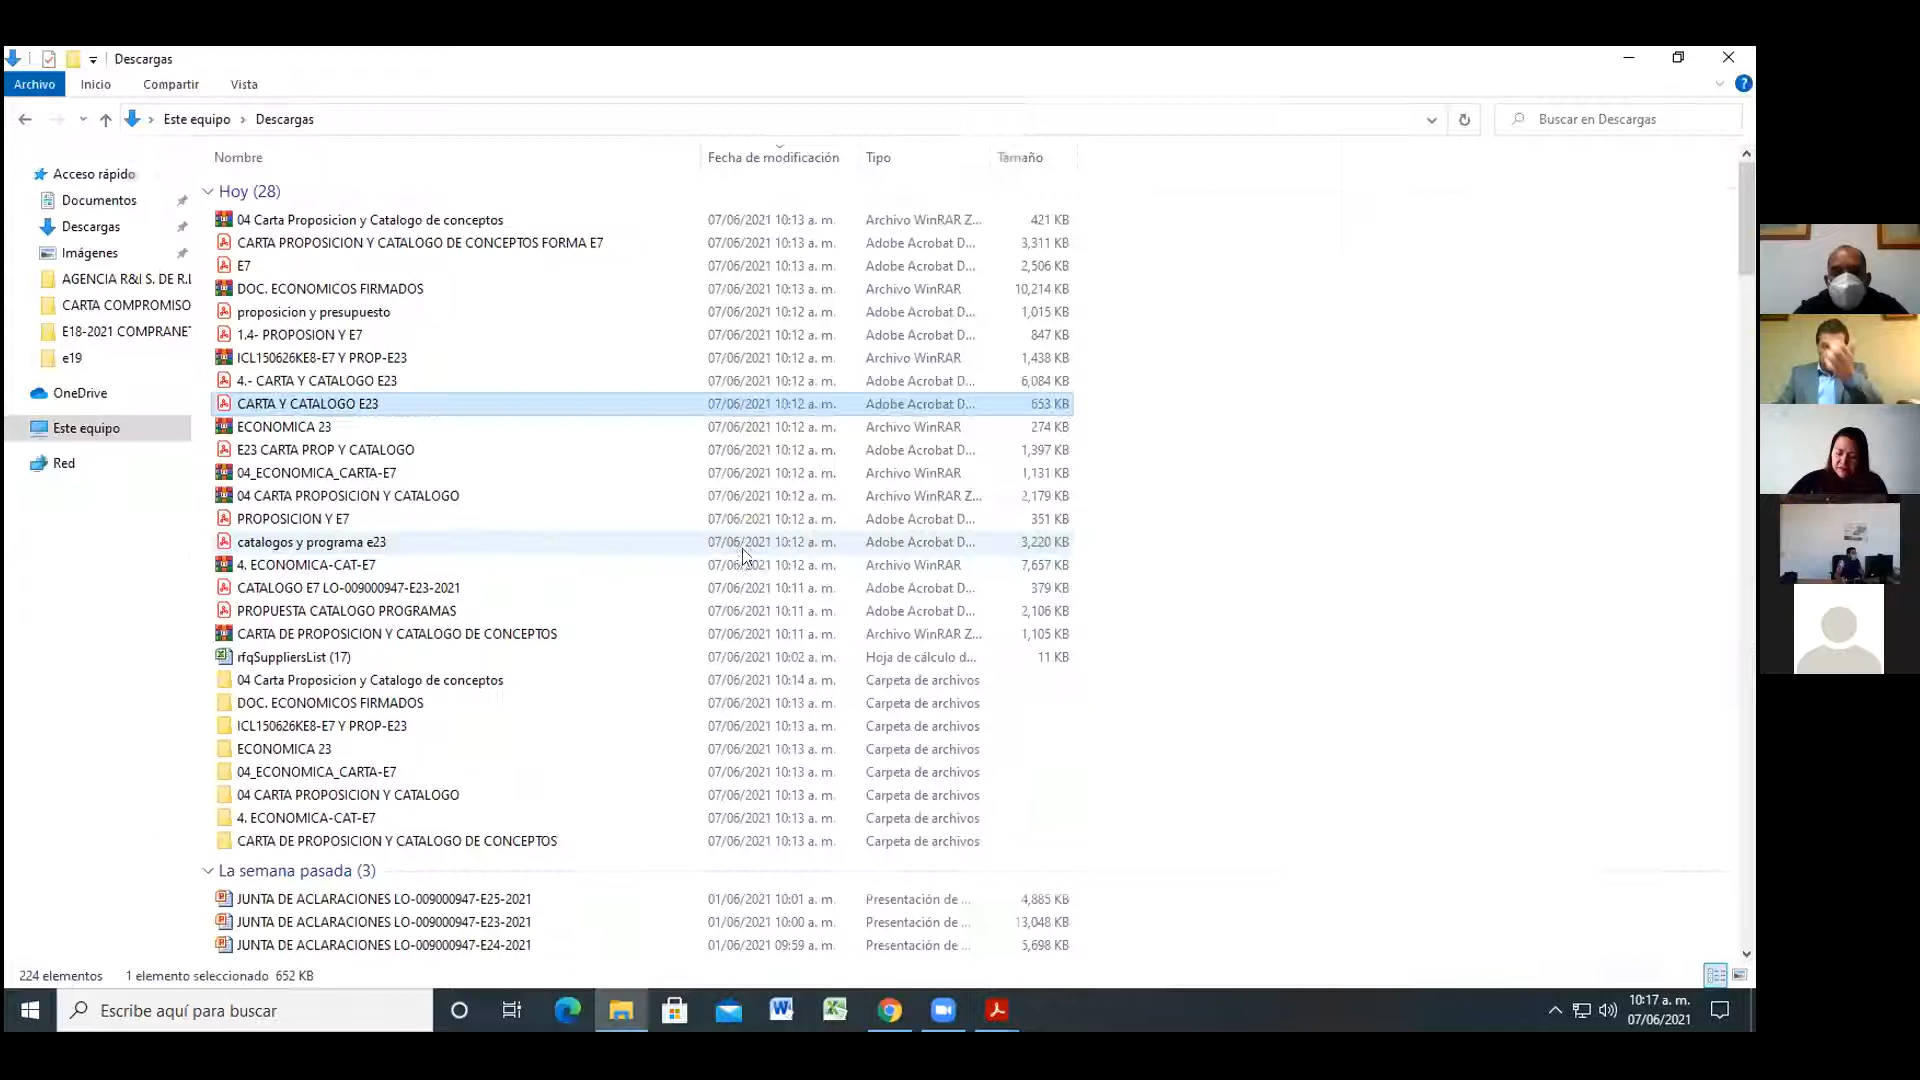 Descargas
Archivo Inicio Compartir Vista
Este equipo > Descargas Buscar en Descargas
Nombre Fecha de modificación Tipo Tamaño
Acceso rápido
Documentos
Descargas
Imágenes
AGENCIA R&I S. DE R.L
CARTA COMPROMISO
E18-2021 COMPRANET
e19
OneDrive
Este equipo
Red
Hoy (28)
04 Carta Proposicion y Catalogo de conceptos 07/06/2021 10:13 a. m. Archivo WinRAR Z... 421 KB
CARTA PROPOSICION Y CATALOGO DE CONCEPTOS FORMA E7 07/06/2021 10:13 a. m. Adobe Acrobat D... 3,311 KB
E7 07/06/2021 10:13 a. m. Adobe Acrobat D... 2,506 KB
DOC. ECONOMICOS FIRMADOS 07/06/2021 10:13 a. m. Archivo WinRAR 10,214 KB
proposicion y presupuesto 07/06/2021 10:12 a. m. Adobe Acrobat D... 1,015 KB
1.4- PROPOSION Y E7 07/06/2021 10:12 a. m. Adobe Acrobat D... 847 KB
ICL150626KE8-E7 Y PROP-E23 07/06/2021 10:12 a. m. Archivo WinRAR 1,438 KB
4.- CARTA Y CATALOGO E23 07/06/2021 10:12 a. m. Adobe Acrobat D... 6,084 KB
CARTA Y CATALOGO E23 07/06/2021 10:12 a. m. Adobe Acrobat D... 653 KB
ECONOMICA 23 07/06/2021 10:12 a. m. Archivo WinRAR 274 KB
E23 CARTA PROP Y CATALOGO 07/06/2021 10:12 a. m. Adobe Acrobat D... 1,397 KB
04_ECONOMICA_CARTA-E7 07/06/2021 10:12 a. m. Archivo WinRAR 1,131 KB
04 CARTA PROPOSICION Y CATALOGO 07/06/2021 10:12 a. m. Archivo WinRAR Z... 2,179 KB
PROPOSICION Y E7 07/06/2021 10:12 a. m. Adobe Acrobat D... 351 KB
catalogos y programa e23 07/06/2021 10:12 a. m. Adobe Acrobat D... 3,220 KB
4. ECONOMICA-CAT-E7 07/06/2021 10:12 a. m. Archivo WinRAR 7,657 KB
CATALOGO E7 LO-009000947-E23-2021 07/06/2021 10:11 a. m. Adobe Acrobat D... 379 KB
PROPUESTA CATALOGO PROGRAMAS 07/06/2021 10:11 a. m. Adobe Acrobat D... 2,106 KB
CARTA DE PROPOSICION Y CATALOGO DE CONCEPTOS 07/06/2021 10:11 a. m. Archivo WinRAR Z... 1,105 KB
rfqSuppliersList (17) 07/06/2021 10:02 a. m. Hoja de cálculo d... 11 KB
04 Carta Proposicion y Catalogo de conceptos 07/06/2021 10:14 a. m. Carpeta de archivos
DOC. ECONOMICOS FIRMADOS 07/06/2021 10:13 a. m. Carpeta de archivos
ICL150626KE8-E7 Y PROP-E23 07/06/2021 10:13 a. m. Carpeta de archivos
ECONOMICA 23 07/06/2021 10:13 a. m. Carpeta de archivos
04_ECONOMICA_CARTA-E7 07/06/2021 10:13 a. m. Carpeta de archivos
04 CARTA PROPOSICION Y CATALOGO 07/06/2021 10:13 a. m. Carpeta de archivos
4. ECONOMICA-CAT-E7 07/06/2021 10:13 a. m. Carpeta de archivos
CARTA DE PROPOSICION Y CATALOGO DE CONCEPTOS 07/06/2021 10:13 a. m. Carpeta de archivos
La semana pasada (3)
JUNTA DE ACLARACIONES LO-009000947-E25-2021 01/06/2021 10:01 a. m. Presentación de ... 4,885 KB
JUNTA DE ACLARACIONES LO-009000947-E23-2021 01/06/2021 10:00 a. m. Presentación de ... 13,048 KB
JUNTA DE ACLARACIONES LO-009000947-E24-2021 01/06/2021 09:59 a. m. Presentación de ... 5,698 KB
224 elementos 1 elemento seleccionado 652 KB
Escribe aquí para buscar
10:17 a. m.
07/06/2021